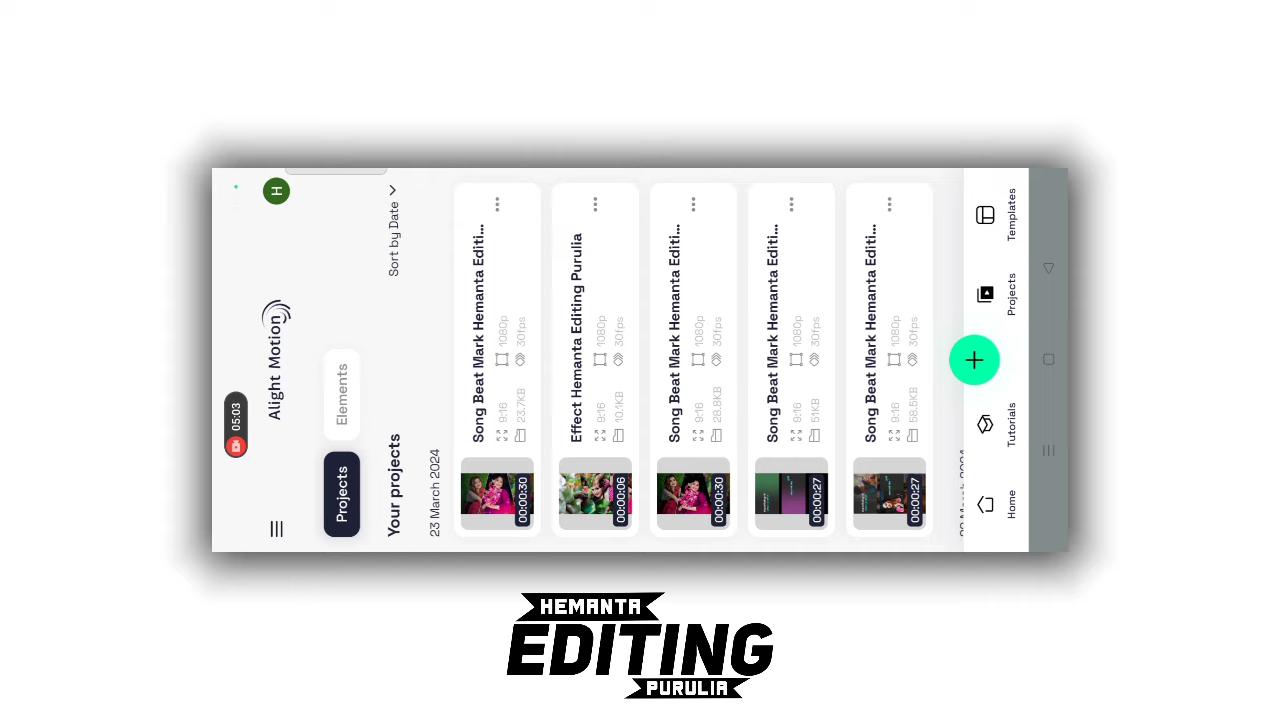 05:03
Alight Motion
H
Projects
Elements
Your projects
Sort by Date
23 March 2024
Song Beat Mark Hemanta Editi...
9:16 1080p
23.7KB 30fps
00:00:30
Effect Hemanta Editing Purulia
9:16 1080p
10.1KB 30fps
00:00:06
Song Beat Mark Hemanta Editi...
9:16 1080p
28.8KB 30fps
00:00:30
Song Beat Mark Hemanta Editi...
9:16 1080p
51KB 30fps
00:00:27
Song Beat Mark Hemanta Editi...
9:16 1080p
58.5KB 30fps
00:00:27
Home
Tutorials
Projects
Templates
HEMANTA
EDITING
PURULIA